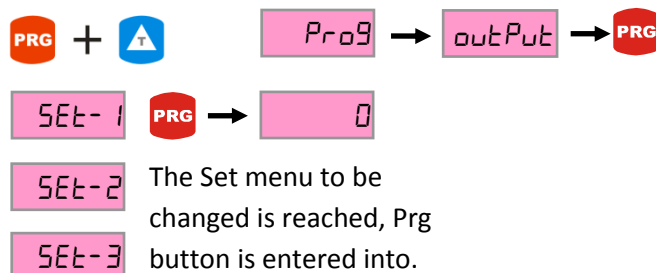 PRG + T Prog outPut PRG
SEt-1 PRG 0
SEt-2 The Set menu to be
changed is reached, Prg
SEt-3 button is entered into.